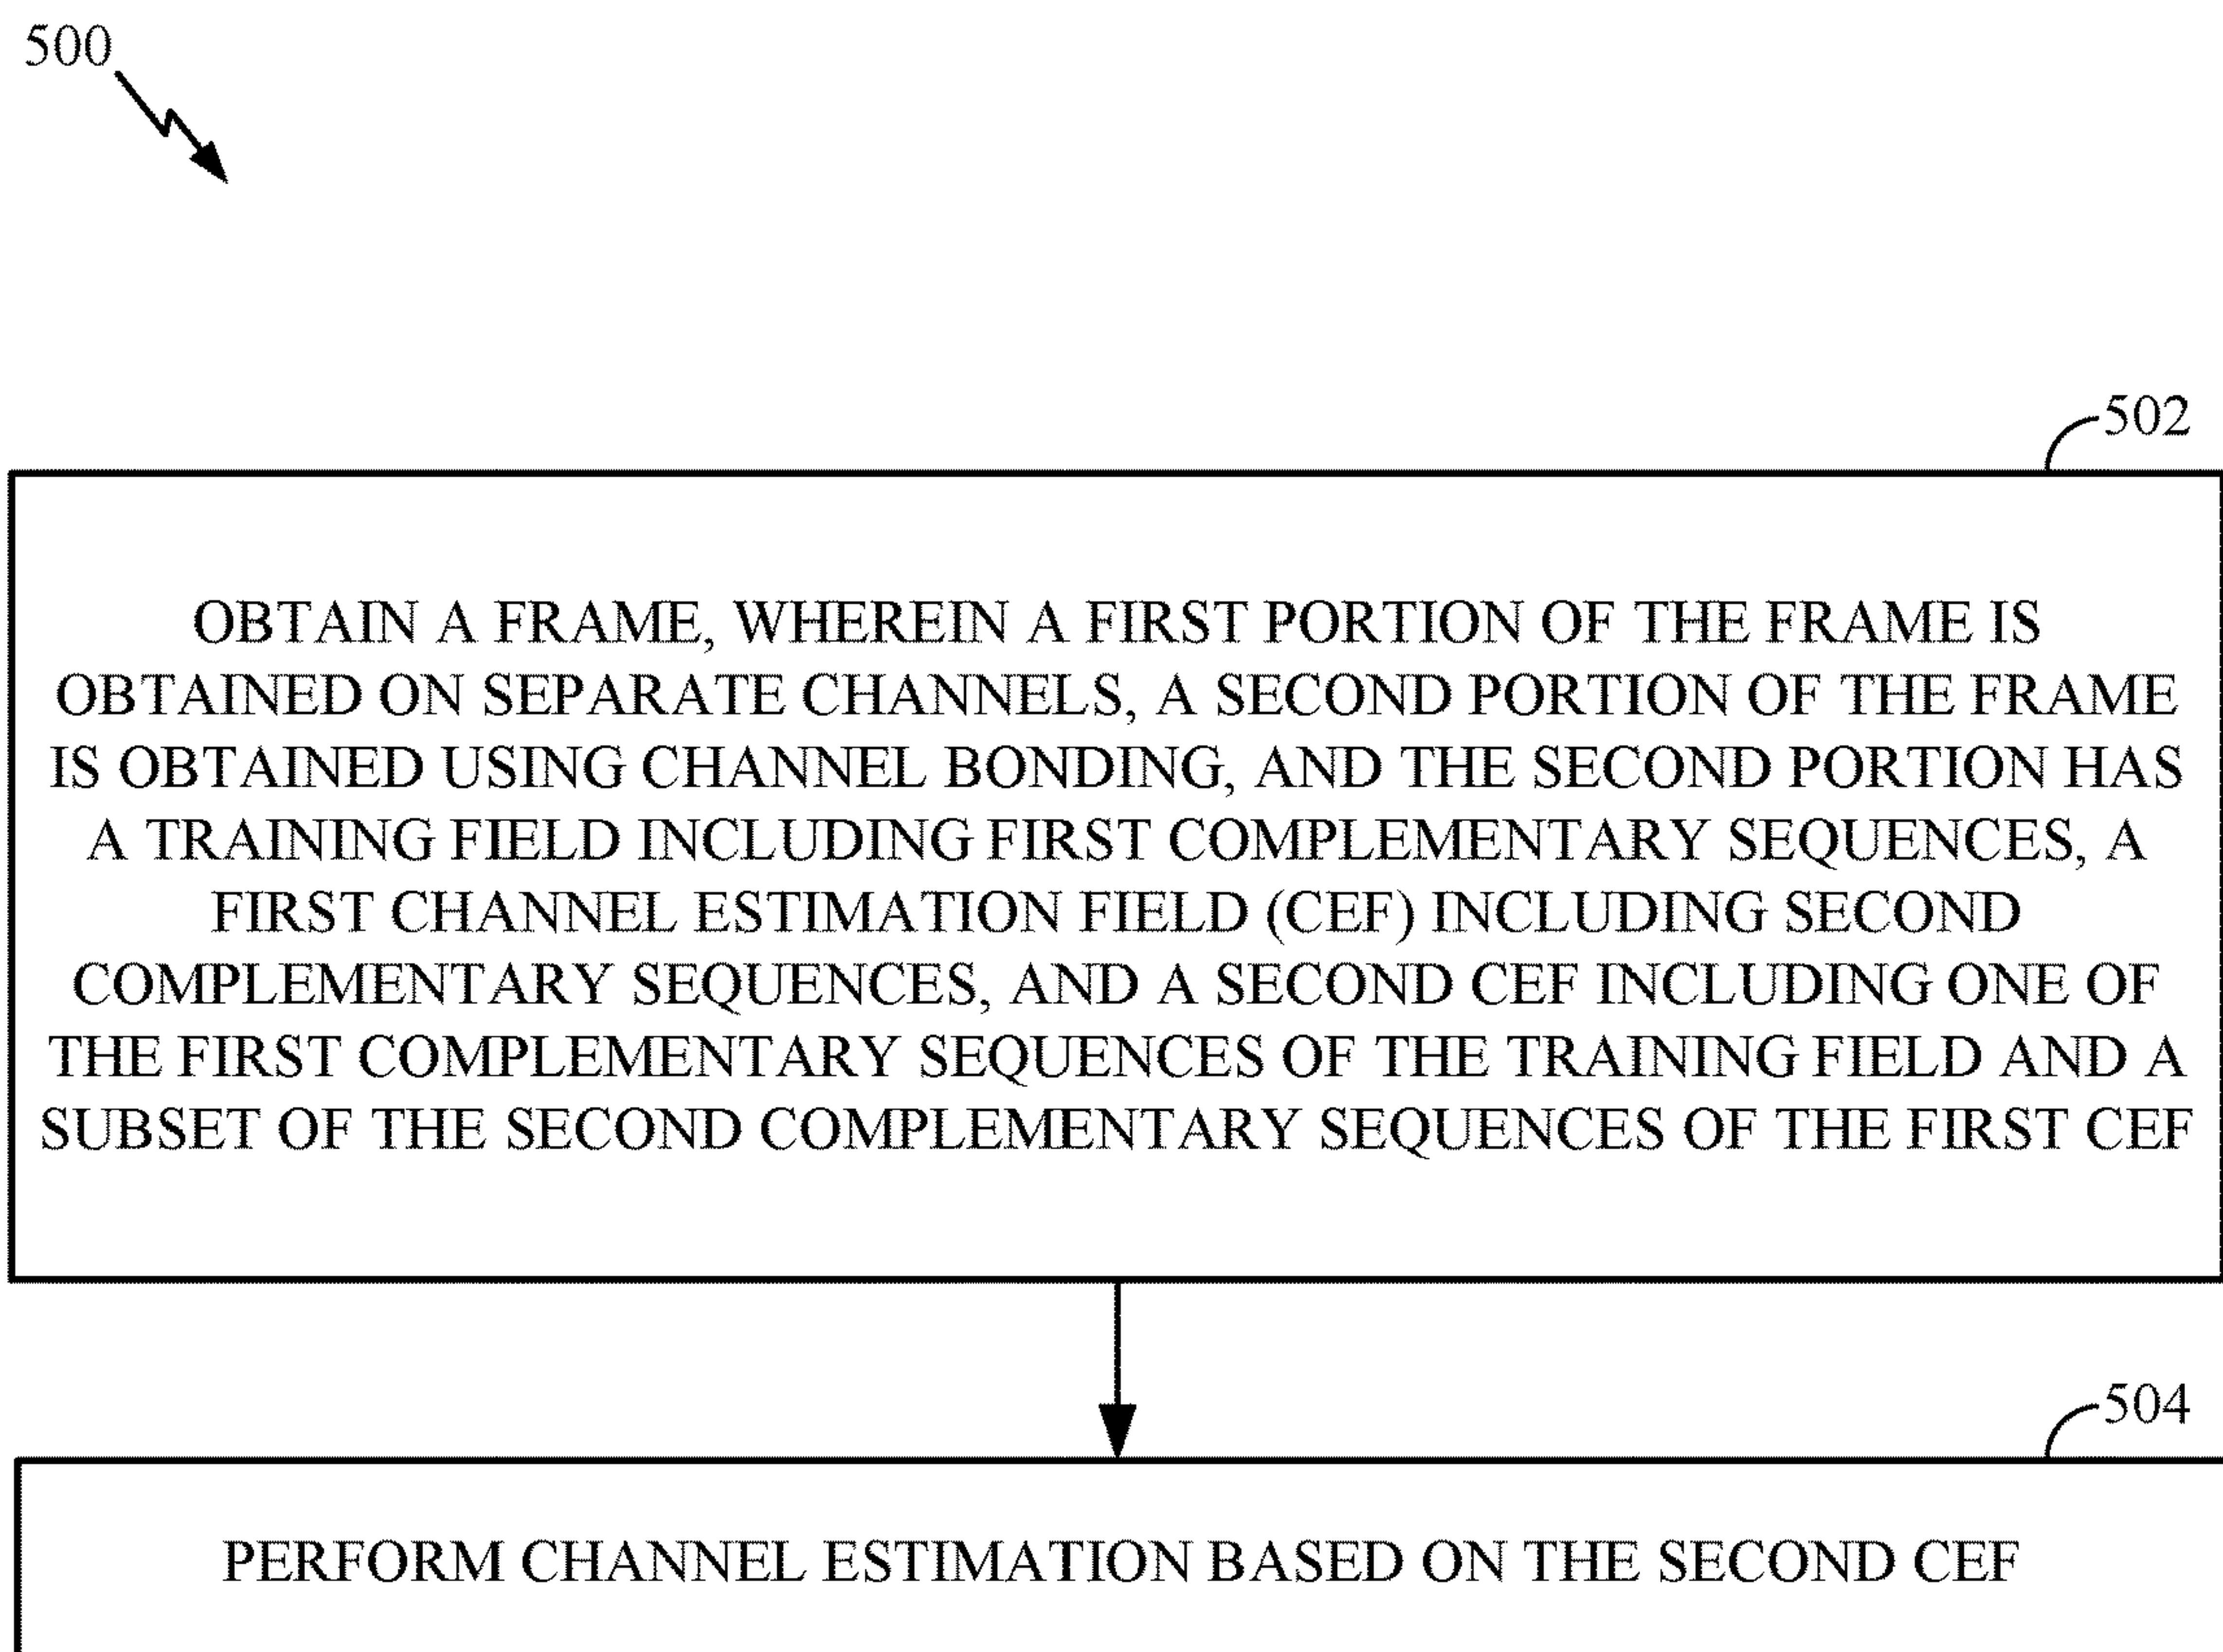 500
502
OBTAIN A FRAME, WHEREIN A FIRST PORTION OF THE FRAME IS
OBTAINED ON SEPARATE CHANNELS, A SECOND PORTION OF THE FRAME
IS OBTAINED USING CHANNEL BONDING, AND THE SECOND PORTION HAS
A TRAINING FIELD INCLUDING FIRST COMPLEMENTARY SEQUENCES, A
FIRST CHANNEL ESTIMATION FIELD (CEF) INCLUDING SECOND
COMPLEMENTARY SEQUENCES, AND A SECOND CEF INCLUDING ONE OF
THE FIRST COMPLEMENTARY SEQUENCES OF THE TRAINING FIELD AND A
SUBSET OF THE SECOND COMPLEMENTARY SEQUENCES OF THE FIRST CEF
504
PERFORM CHANNEL ESTIMATION BASED ON THE SECOND CEF